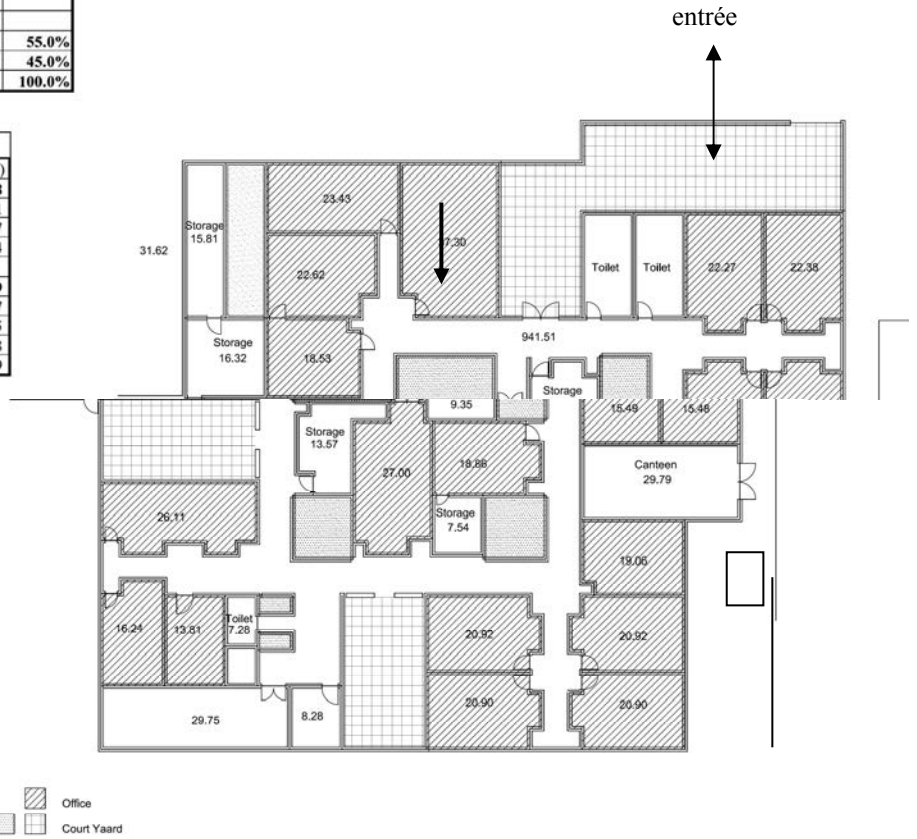 entrée
55.0%
45.0%
100.0%
23.43
Storage
15.81
31.62
22.62
Toilet
Toilet
22.27
22.38
Storage
16.32
18.53
941.51
Storage
9.35
15.49
15.48
Storage
13.57
27.00
18.86
Canteen
29.79
26.11
Storage
7.54
19.06
16.24
13.81
Toilet
7.28
20.92
20.92
29.75
8.28
20.90
20.90
Office
Court Yaard